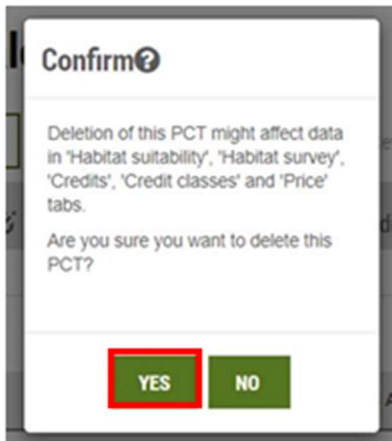 Confirm
Deletion of this PCT might affect data
in 'Habitat suitability', 'Habitat survey',
'Credits', 'Credit classes' and 'Price'
tabs.
Are you sure you want to delete this
PCT?
YES NO